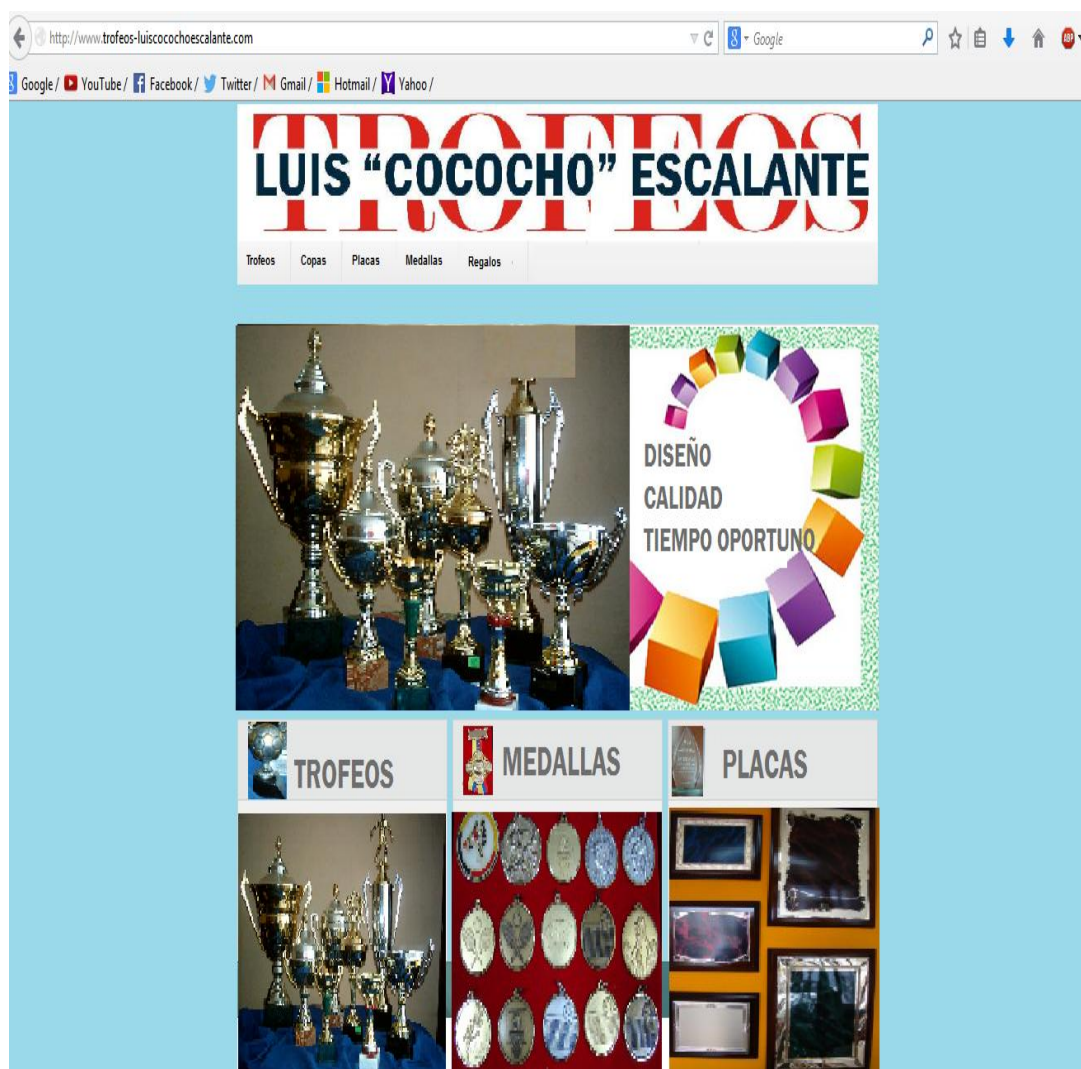 http://www.trofeos-luiscocochoescalante.com
Google
Google / YouTube / Facebook / Twitter / Gmail / Hotmail / Yahoo /
TROFEOS
LUIS “COCOCHO” ESCALANTE
Trofeos Copas Placas Medallas Regalos
DISEÑO
CALIDAD
TIEMPO OPORTUNO
TROFEOS MEDALLAS PLACAS